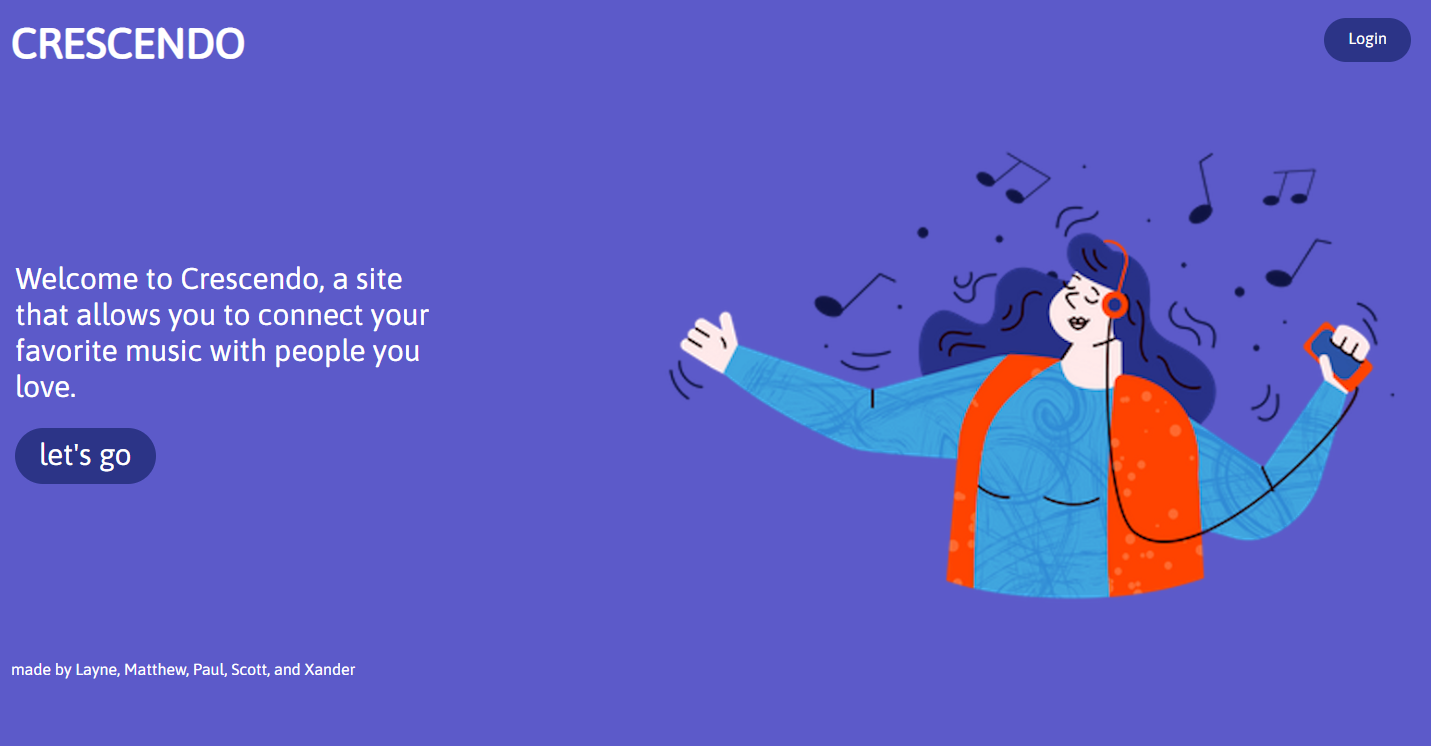 CRESCENDO
Login
Welcome to Crescendo, a site
that allows you to connect your
favorite music with people you
love.
let's go
made by Layne, Matthew, Paul, Scott, and Xander